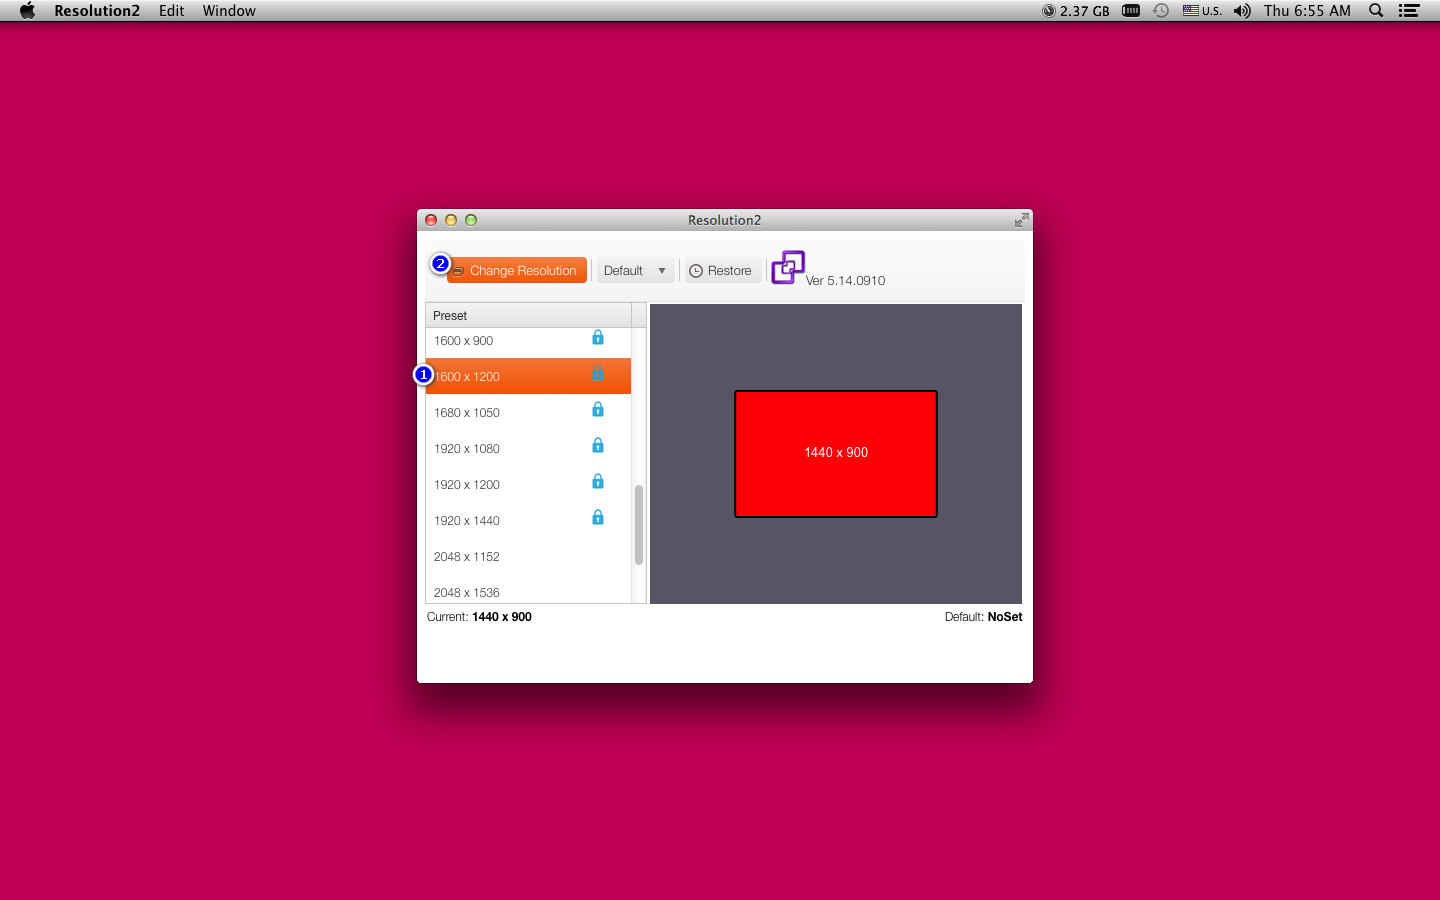 Resolution2 Edit Window 2.37 GB U.S. Thu 6:55 AM
Resolution2
2 Change Resolution Default Restore Ver 5.14.0910
Preset
1600 x 900
1 1600 x 1200
1680 x 1050
1920 x 1080
1920 x 1200
1920 x 1440
2048 x 1152
2048 x 1536
1440 x 900
Current: 1440 x 900 Default: NoSet